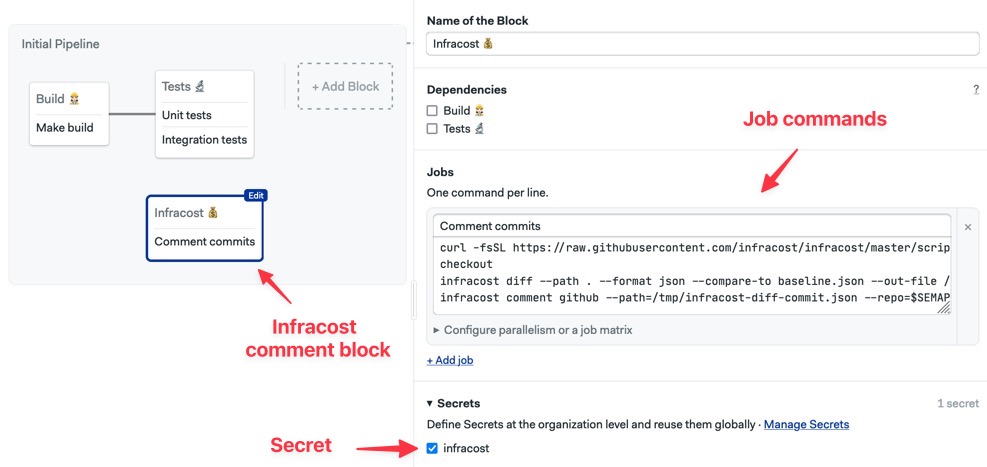 Initial Pipeline
Build 👷
Make build
Tests 🔬
Unit tests
Integration tests
+ Add Block
Edit
Infracost 💰
Comment commits
Infracost
comment block
Name of the Block
Infracost 💰
Dependencies
?
Build 👷
Tests 🔬
Job commands
Jobs
One command per line.
Comment commits
×
curl -fsSL https://raw.githubusercontent.com/infracost/infracost/master/scrip
checkout
infracost diff --path . --format json --compare-to baseline.json --out-file /
infracost comment github --path=/tmp/infracost-diff-commit.json --repo=$SEMAP
▸ Configure parallelism or a job matrix
+ Add job
▾ Secrets
1 secret
Define Secrets at the organization level and reuse them globally · Manage Secrets
Secret
infracost